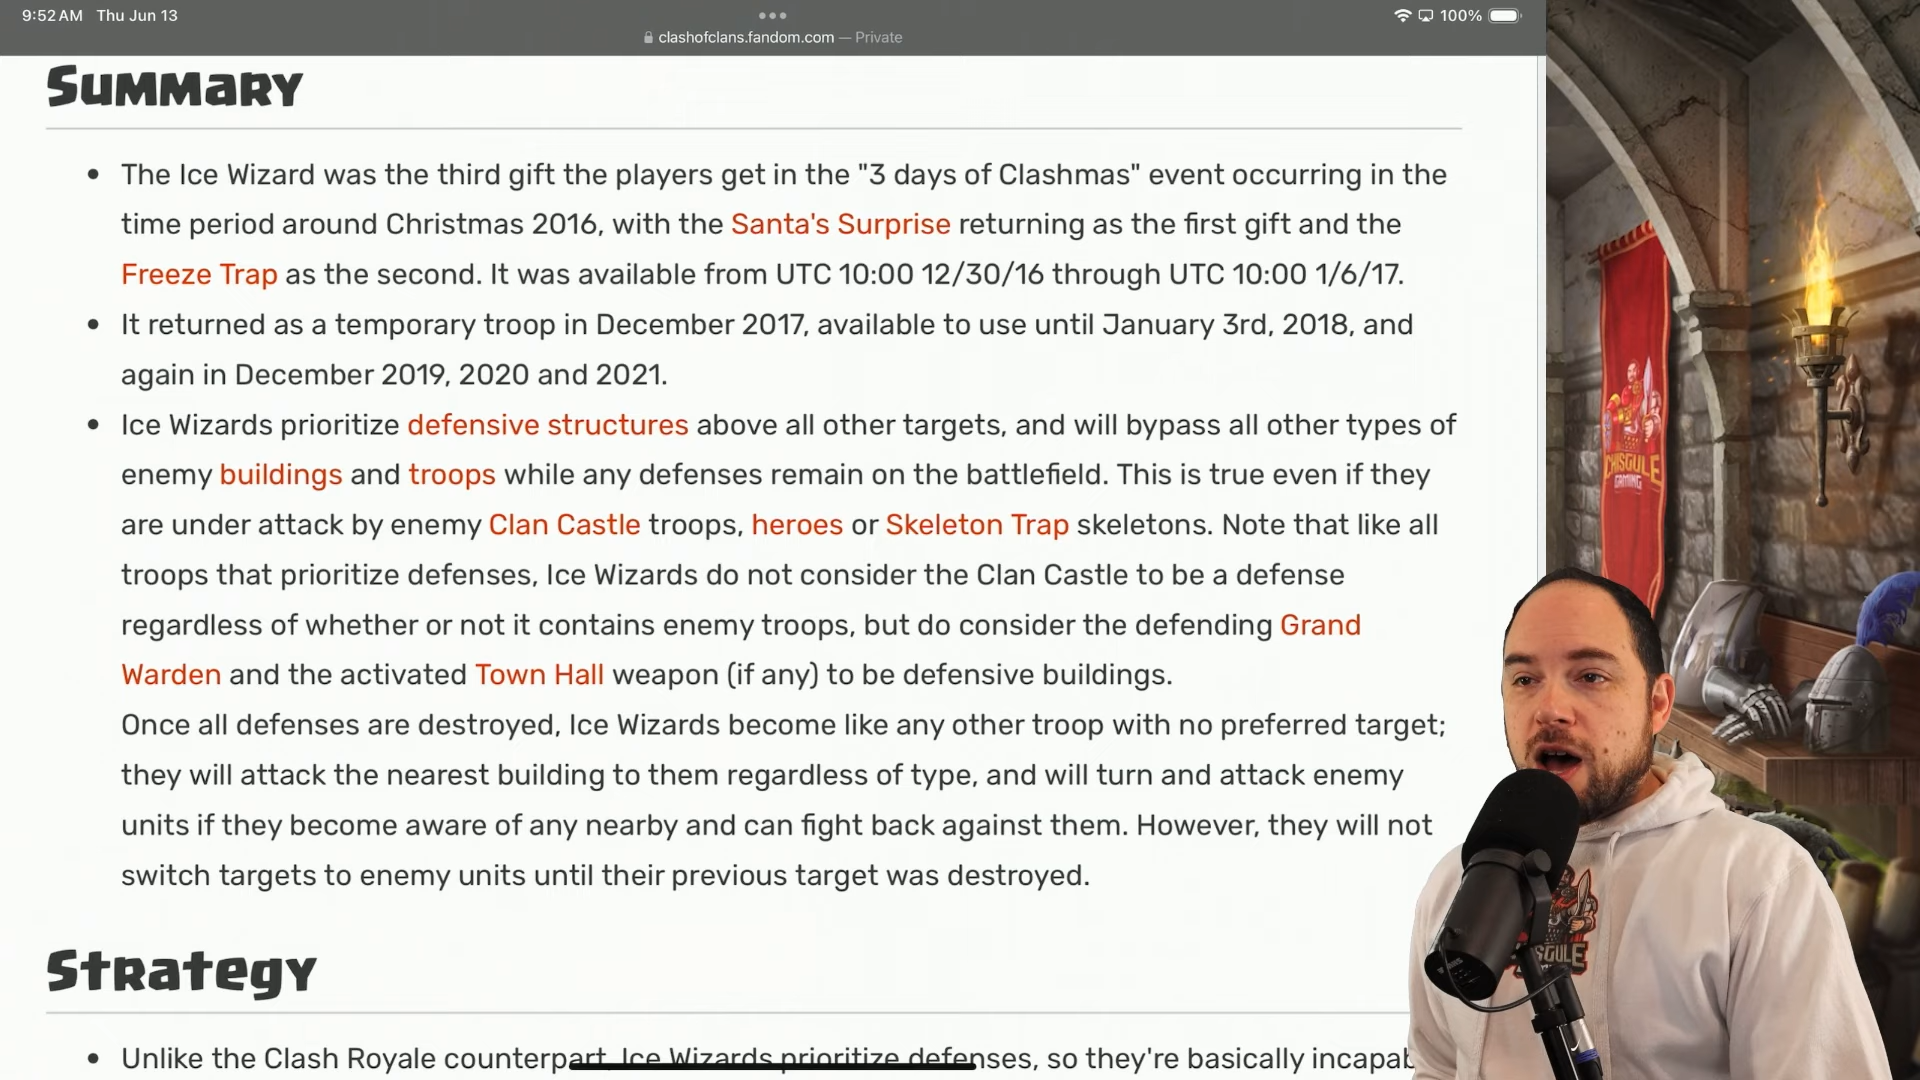 9:52 AM Thu Jun 13
100%
clashofclans.fandom.com — Private
Summary
• The Ice Wizard was the third gift the players get in the "3 days of Clashmas" event occurring in the
time period around Christmas 2016, with the Santa's Surprise returning as the first gift and the
Freeze Trap as the second. It was available from UTC 10:00 12/30/16 through UTC 10:00 1/6/17.
• It returned as a temporary troop in December 2017, available to use until January 3rd, 2018, and
again in December 2019, 2020 and 2021.
• Ice Wizards prioritize defensive structures above all other targets, and will bypass all other types of
enemy buildings and troops while any defenses remain on the battlefield. This is true even if they
are under attack by enemy Clan Castle troops, heroes or Skeleton Trap skeletons. Note that like all
troops that prioritize defenses, Ice Wizards do not consider the Clan Castle to be a defense
regardless of whether or not it contains enemy troops, but do consider the defending Grand
Warden and the activated Town Hall weapon (if any) to be defensive buildings.
Once all defenses are destroyed, Ice Wizards become like any other troop with no preferred target;
they will attack the nearest building to them regardless of type, and will turn and attack enemy
units if they become aware of any nearby and can fight back against them. However, they will not
switch targets to enemy units until their previous target was destroyed.
Strategy
• Unlike the Clash Royale counterpart, Ice Wizards prioritize defenses, so they're basically
CHISGULE
GAMING